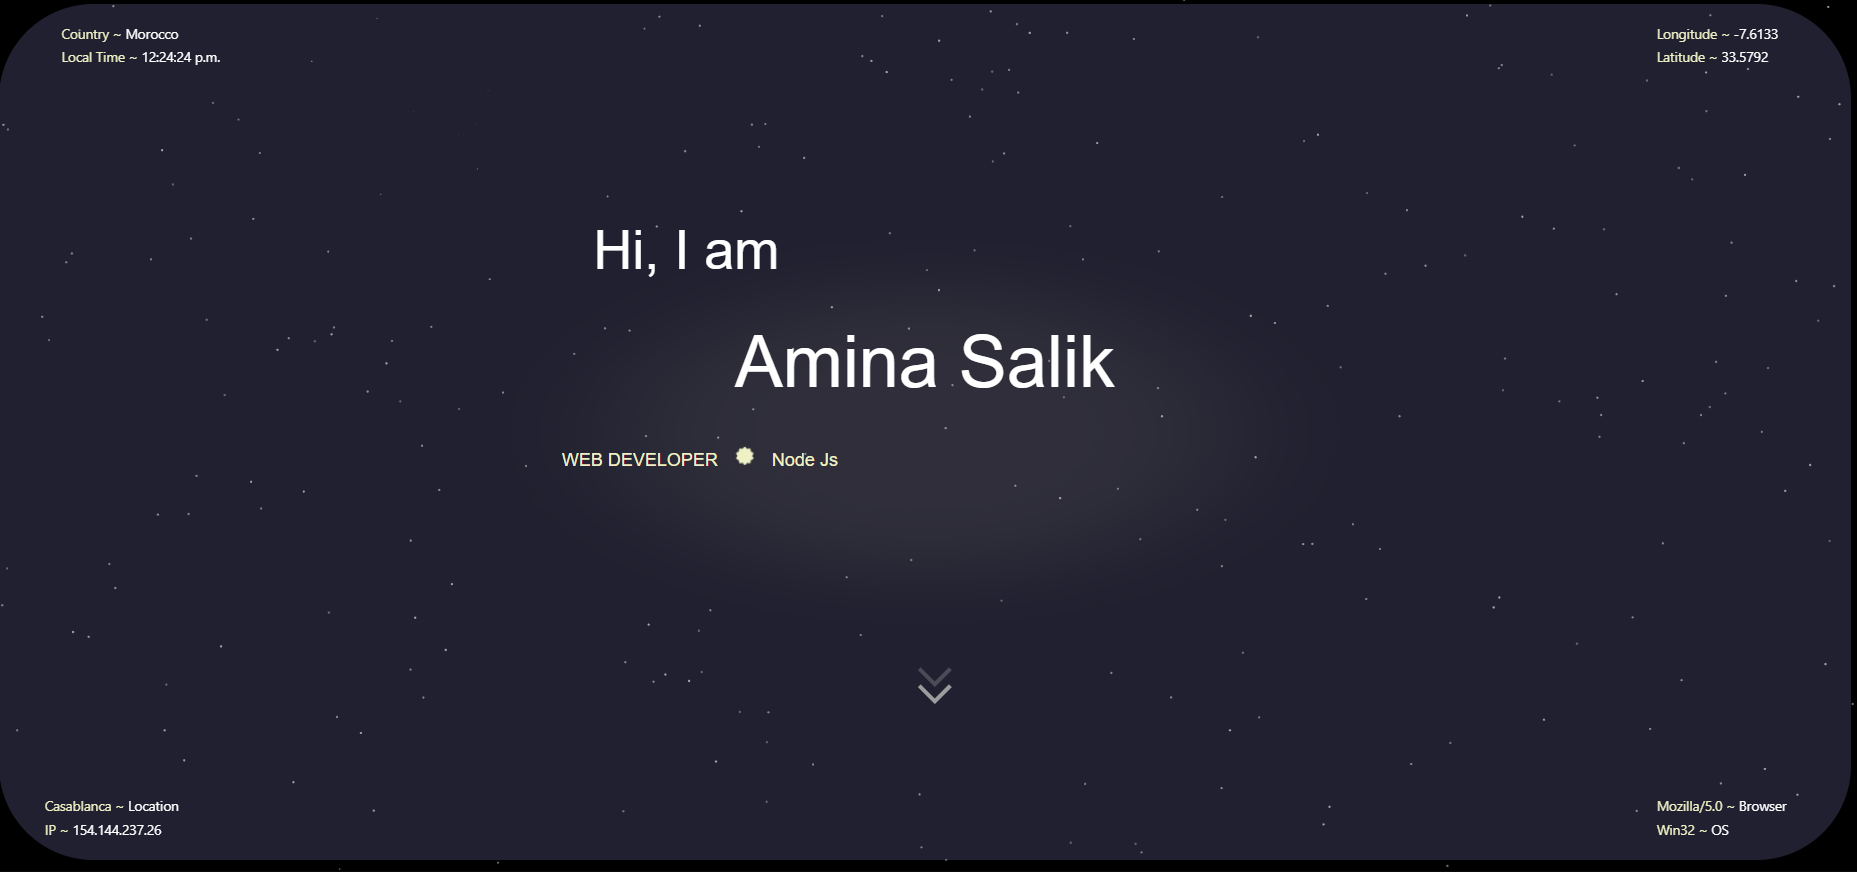 Country ~ Morocco
Local Time ~ 12:24:24 p.m.
Longitude ~ -7.6133
Latitude ~ 33.5792
Hi, I am
Amina Salik
WEB DEVELOPER Node Js
Casablanca ~ Location
IP ~ 154.144.237.26
Mozilla/5.0 ~ Browser
Win32 ~ OS